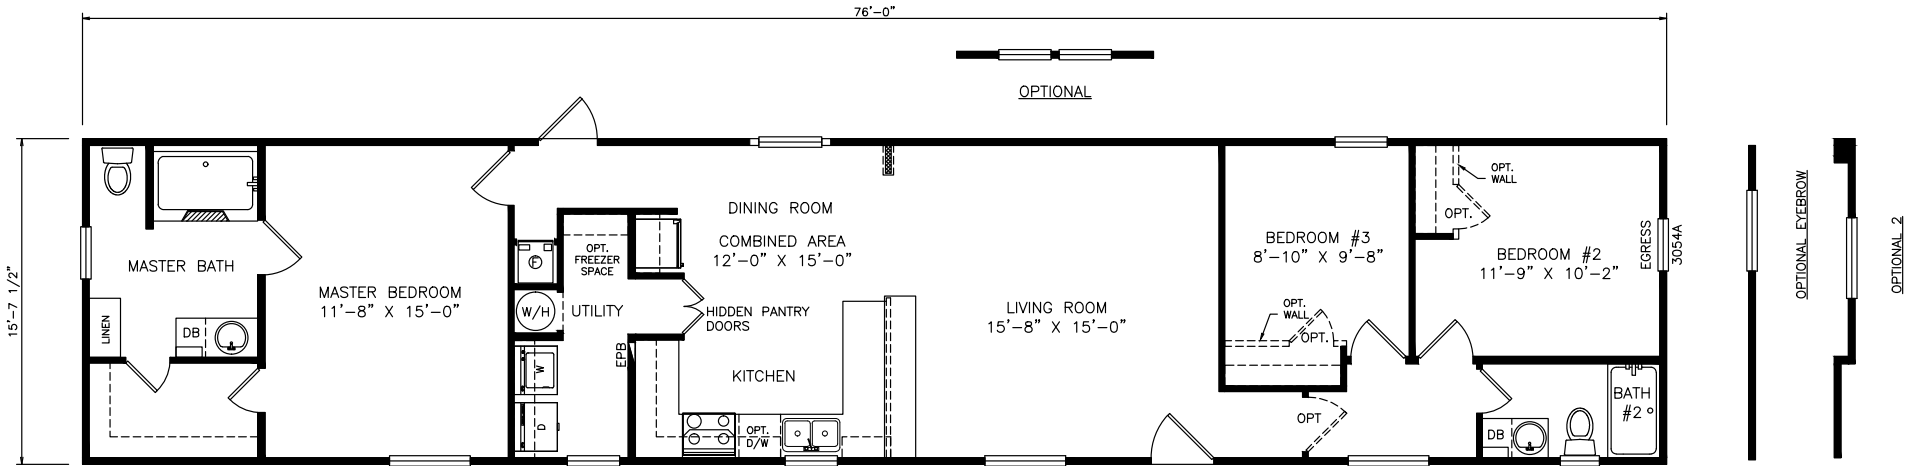 76'-0"
OPTIONAL
15'-7 1/2"
MASTER BATH
LINEN
DB
MASTER BEDROOM
11'-8" X 15'-0"
F
W/H
OPT.
FREEZER
SPACE
UTILITY
EPB
W
D
DINING ROOM
COMBINED AREA
12'-0" X 15'-0"
HIDDEN PANTRY
DOORS
KITCHEN
OPT.
D/W
LIVING ROOM
15'-8" X 15'-0"
BEDROOM #3
8'-10" X 9'-8"
OPT.
WALL
OPT.
OPT
OPT.
WALL
OPT.
BEDROOM #2
11'-9" X 10'-2"
EGRESS
3054A
DB
BATH
#2
OPTIONAL EYEBROW
OPTIONAL 2